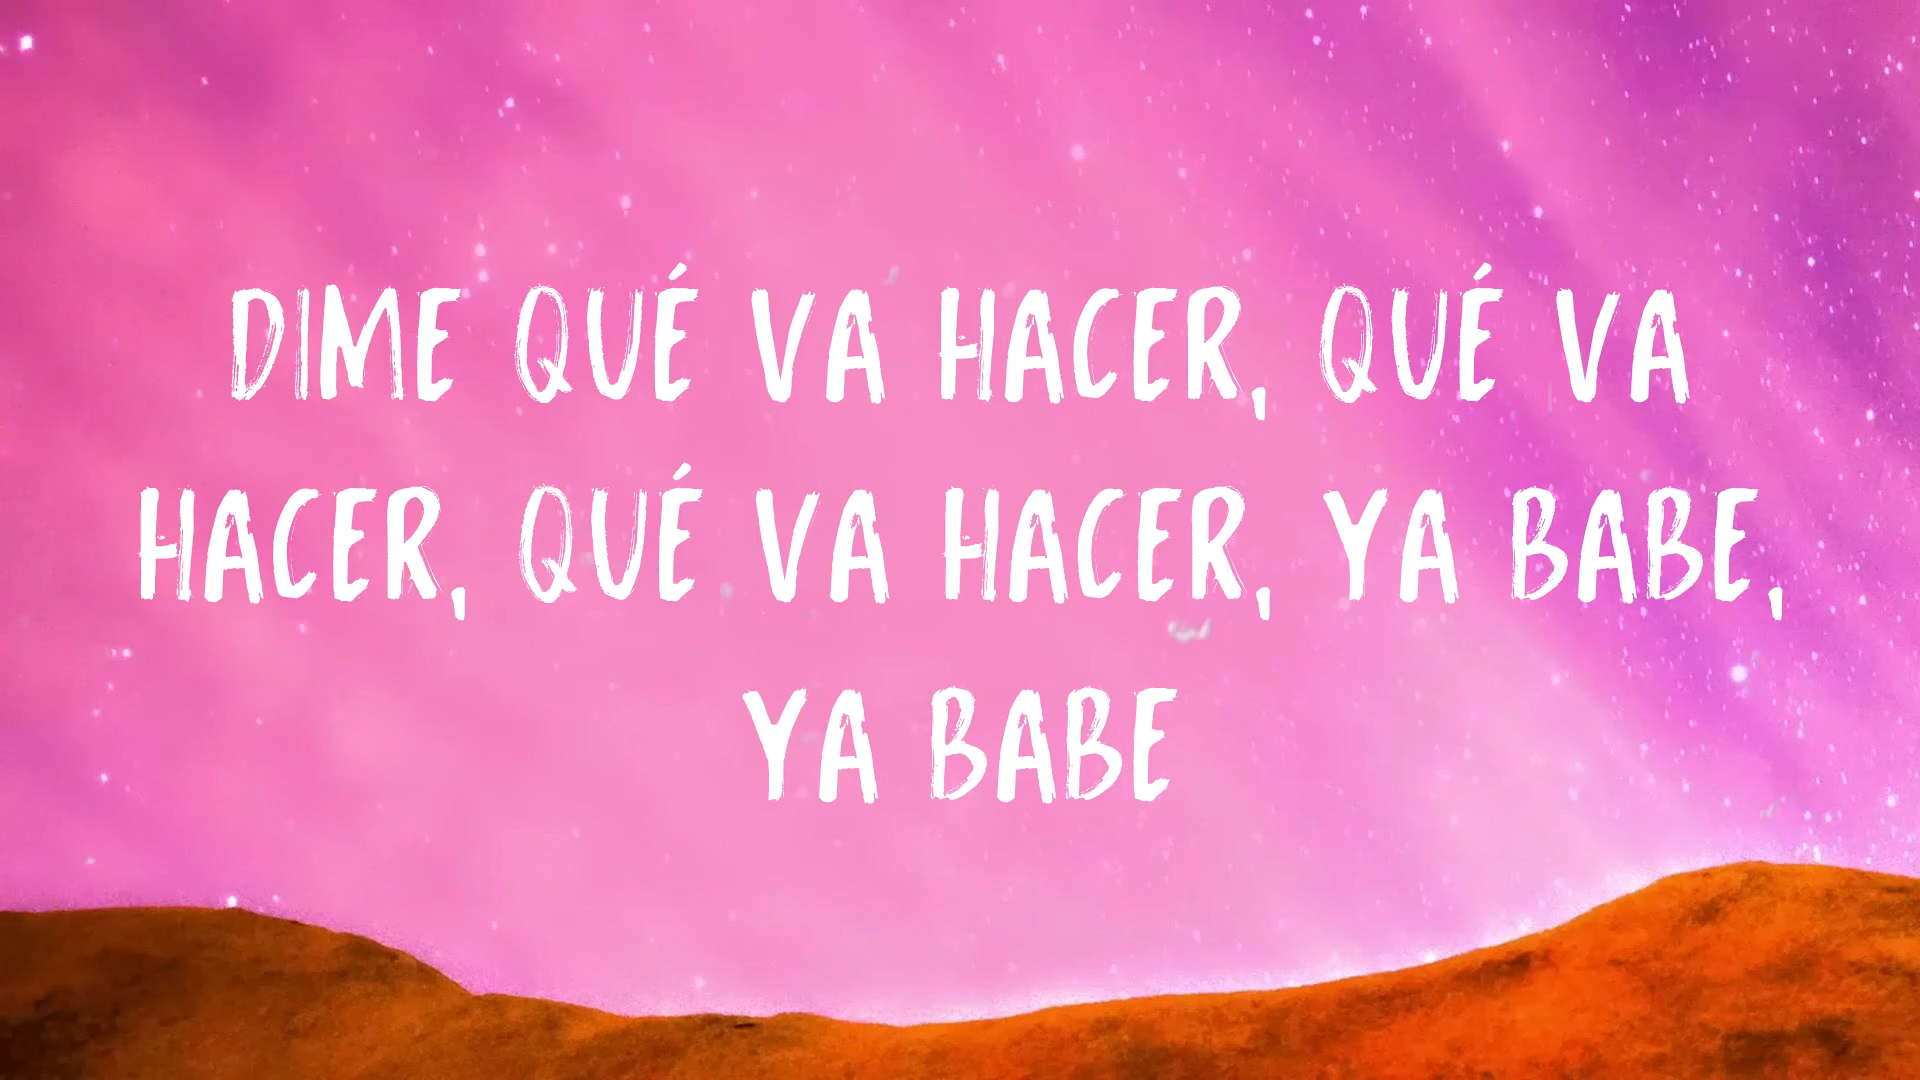 DIME QUÉ VA HACER, QUÉ VA
HACER, QUÉ VA HACER, YA BABE,
YA BABE